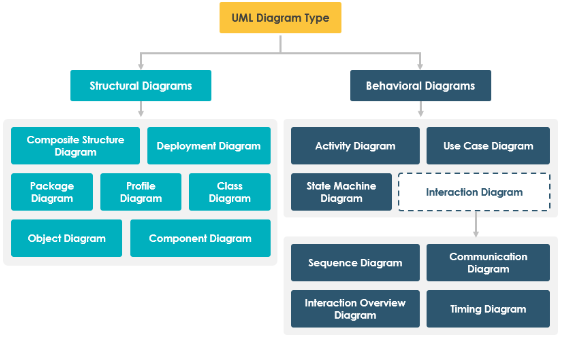 UML Diagram Type
Structural Diagrams
Behavioral Diagrams
Composite Structure
Diagram
Deployment Diagram
Package
Diagram
Profile
Diagram
Class
Diagram
Object Diagram
Component Diagram
Activity Diagram
Use Case Diagram
State Machine
Diagram
Interaction Diagram
Sequence Diagram
Communication
Diagram
Interaction Overview
Diagram
Timing Diagram